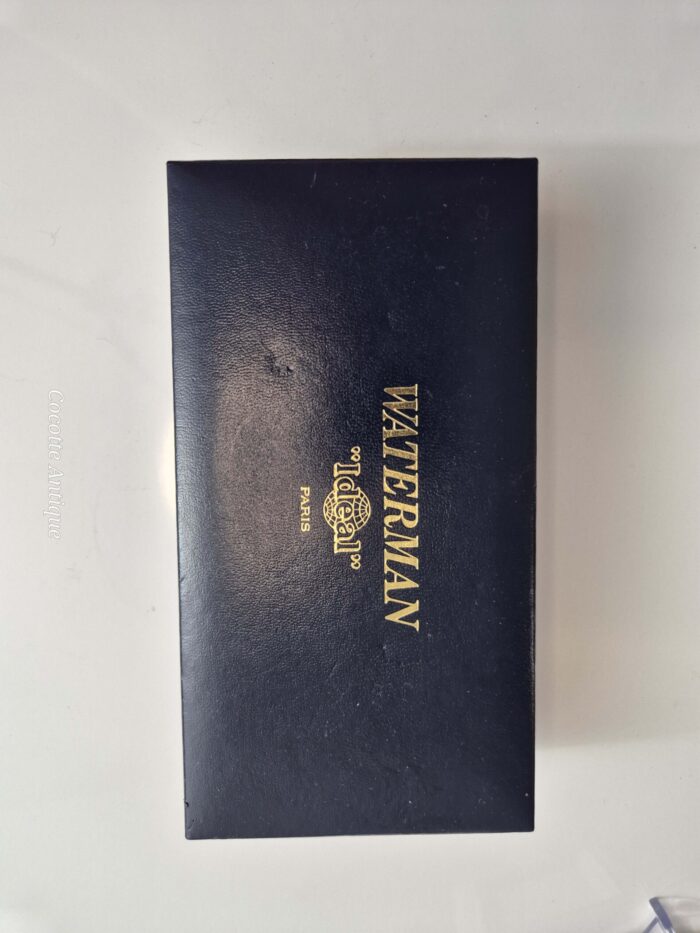 WATERMAN
"Ideal"
PARIS
Cocotte Antique